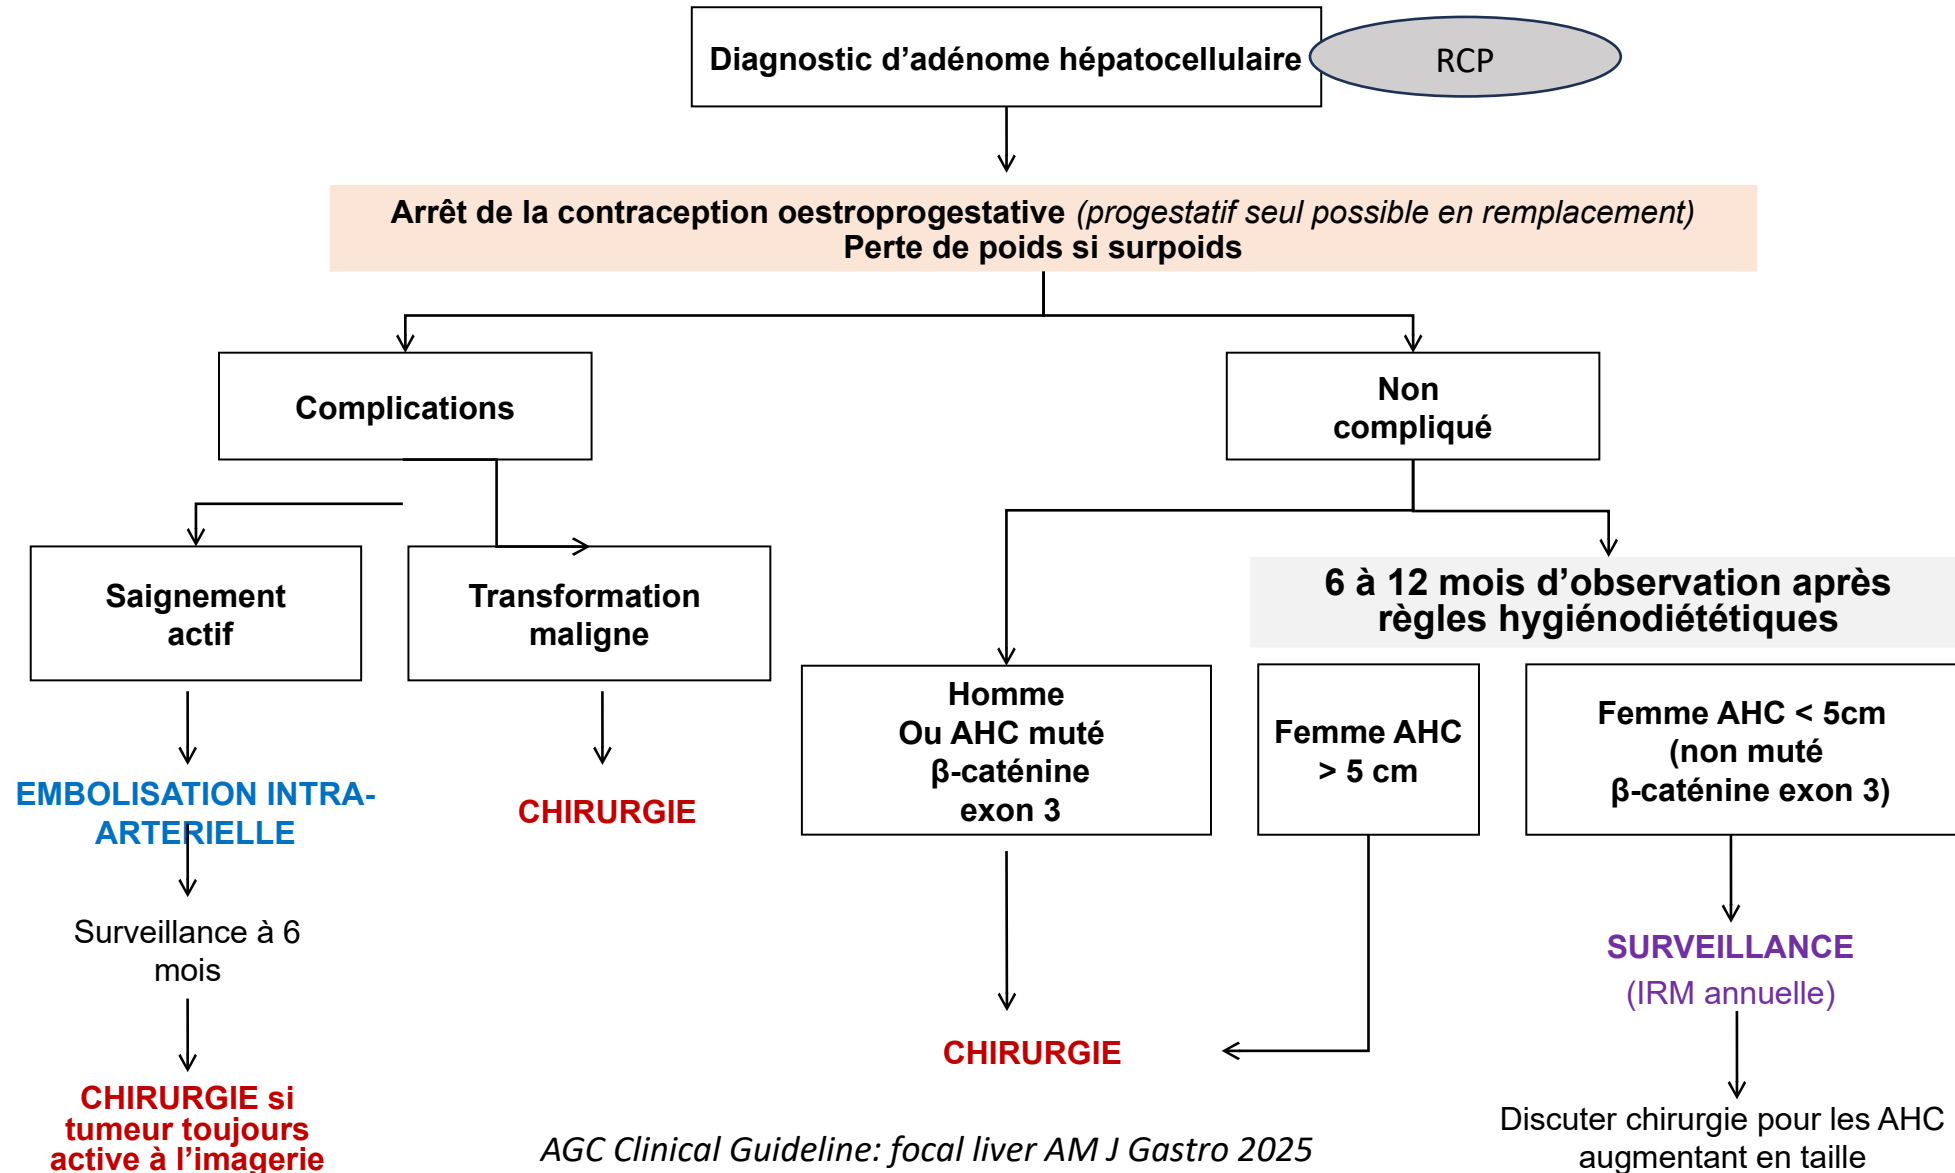 Diagnostic d’adénome hépatocellulaire
RCP
Arrêt de la contraception oestroprogestative (progestatif seul possible en remplacement)
Perte de poids si surpoids
Complications
Non
compliqué
Saignement
actif
Transformation
maligne
6 à 12 mois d’observation après
règles hygiénodiététiques
Homme
Ou AHC muté
β-caténine
exon 3
Femme AHC
> 5 cm
Femme AHC < 5cm
(non muté
β-caténine exon 3)
EMBOLISATION INTRA-
ARTERIELLE
CHIRURGIE
Surveillance à 6
mois
SURVEILLANCE
(IRM annuelle)
CHIRURGIE
CHIRURGIE si
tumeur toujours
active à l’imagerie
Discuter chirurgie pour les AHC
augmentant en taille
AGC Clinical Guideline: focal liver AM J Gastro 2025